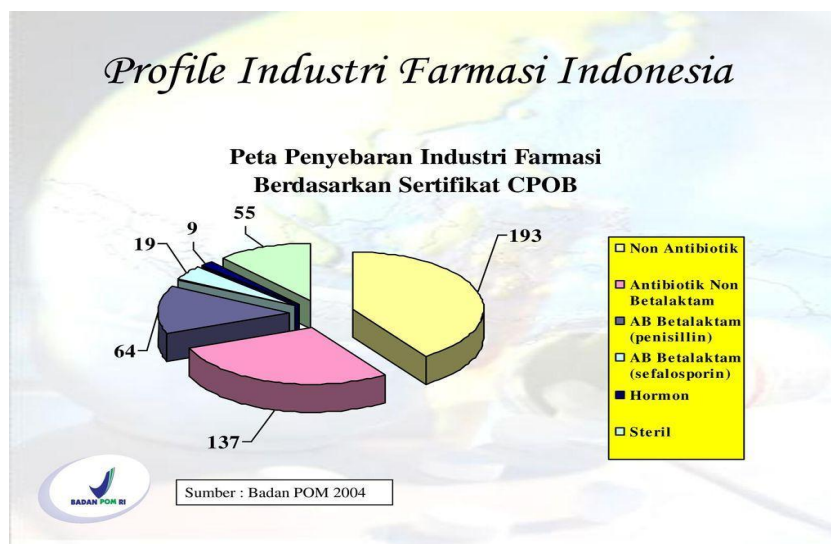 Profile Industri Farmasi Indonesia
Peta Penyebaran Industri Farmasi
Berdasarkan Sertifikat CPOB
55
9
19
193
64
137
Non Antibiotik
Antibiotik Non
Betalaktam
AB Betalaktam
(penisillin)
AB Betalaktam
(sefalosporin)
Hormon
Steril
BADAN POM RI
Sumber : Badan POM 2004